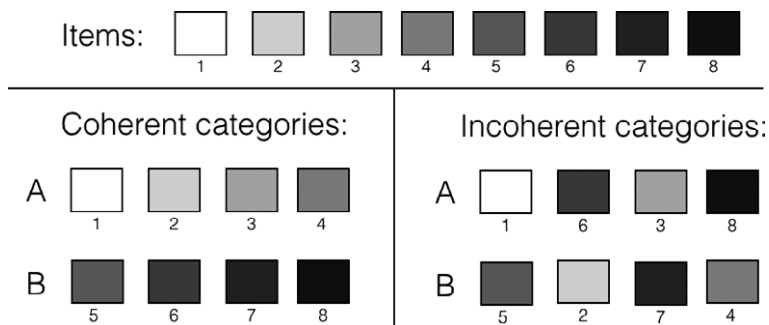 Items:
1 2 3 4 5 6 7 8
Coherent categories:
A
1 2 3 4
B
5 6 7 8
Incoherent categories:
A
1 6 3 8
B
5 2 7 4